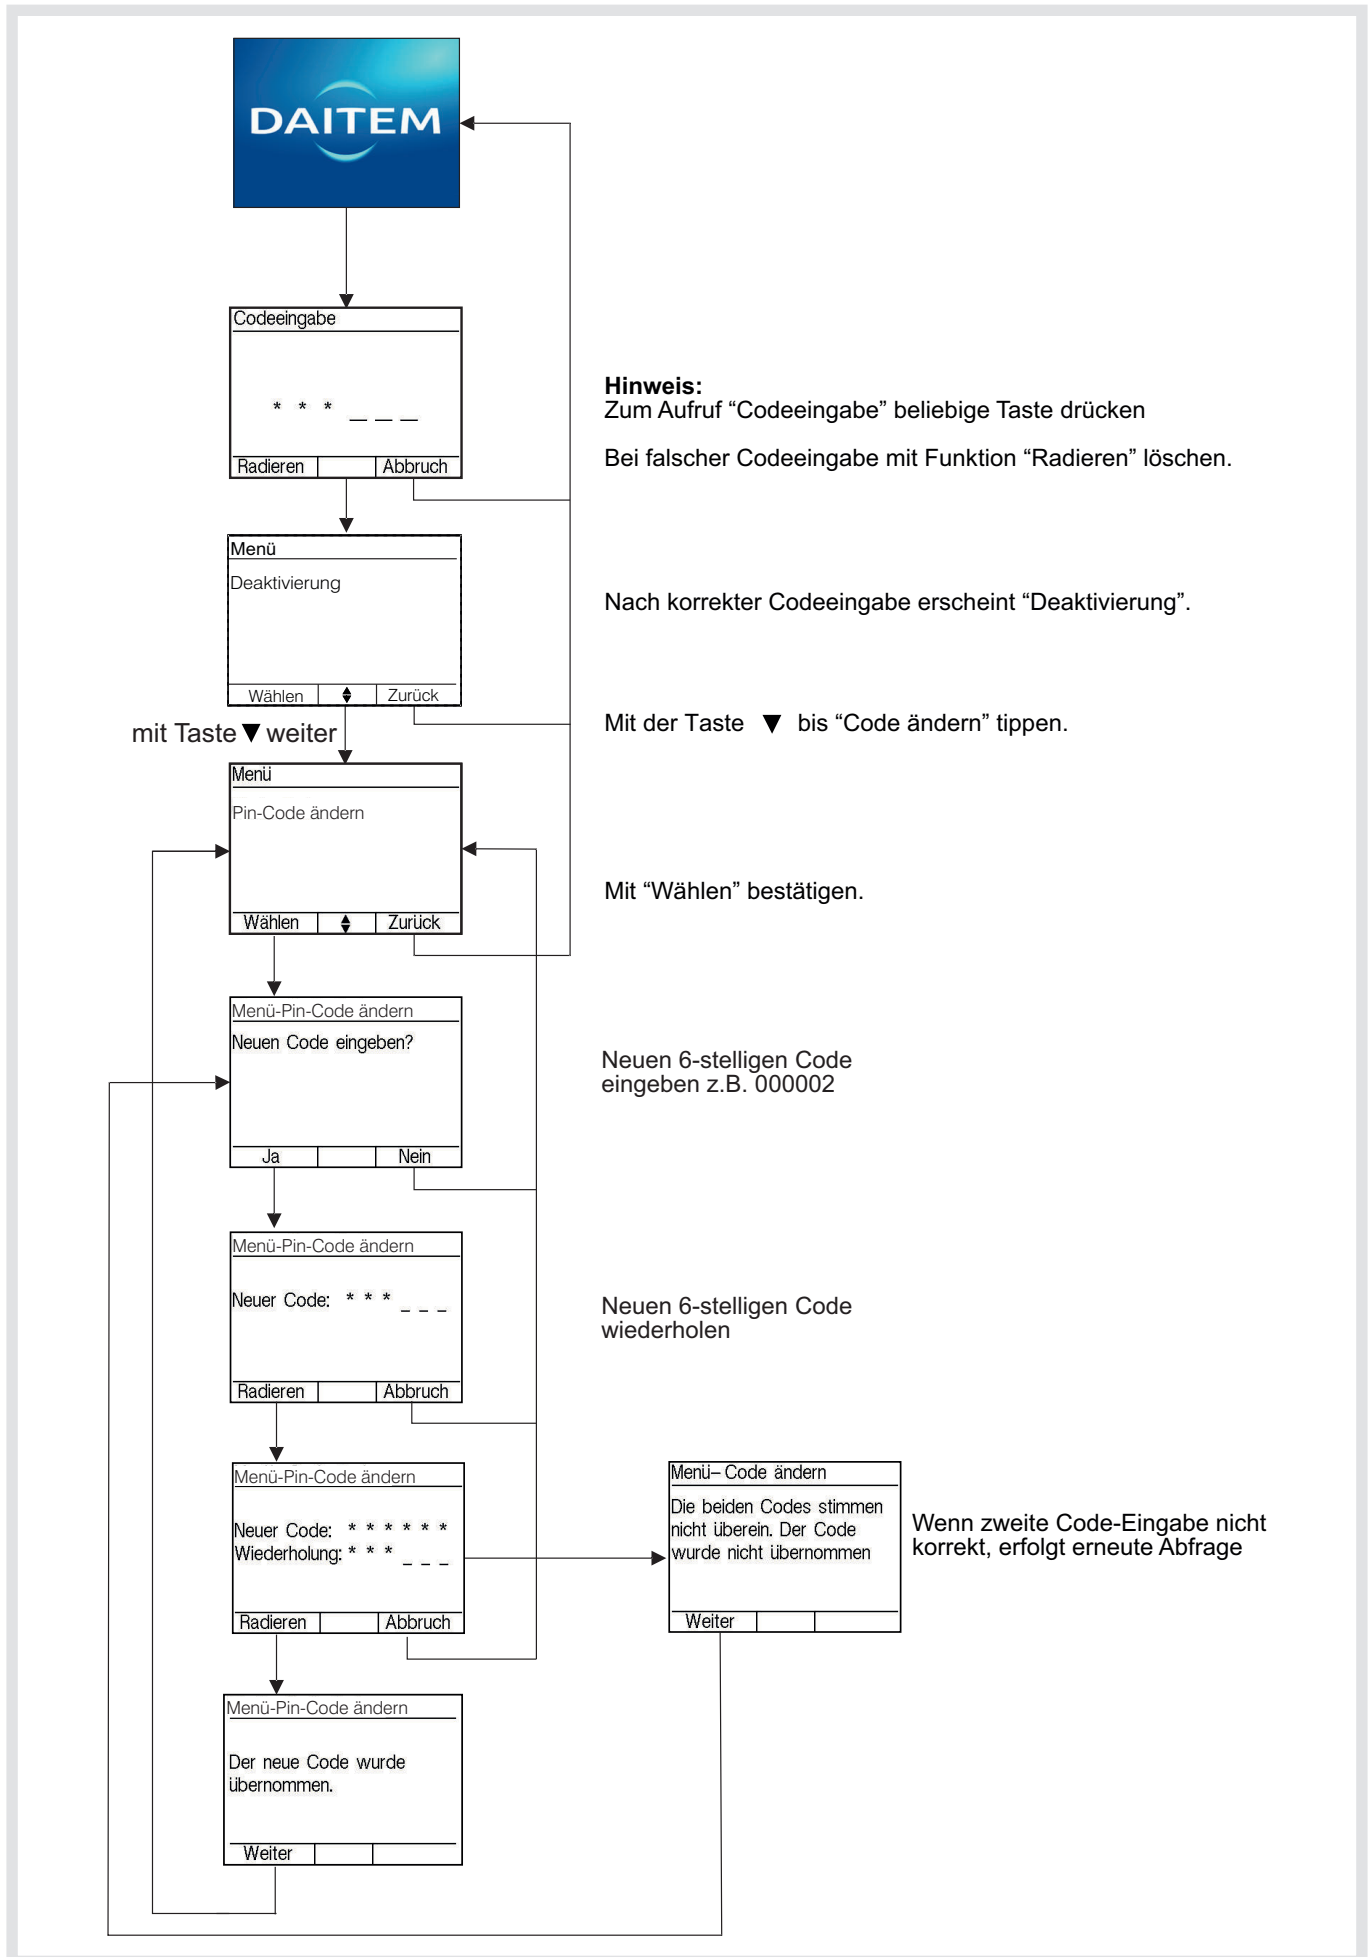 DAITEM
Codeeingabe
* * * _ _ _
Radieren Abbruch
Hinweis:
Zum Aufruf “Codeeingabe” beliebige Taste drücken
Bei falscher Codeeingabe mit Funktion “Radieren” löschen.
Menü
Deaktivierung
Wählen Zurück
Nach korrekter Codeeingabe erscheint “Deaktivierung”.
mit Taste ▼ weiter
Mit der Taste ▼ bis “Code ändern” tippen.
Menü
Pin-Code ändern
Wählen Zurück
Mit “Wählen” bestätigen.
Menü-Pin-Code ändern
Neuen Code eingeben?
Ja Nein
Neuen 6-stelligen Code
eingeben z.B. 000002
Menü-Pin-Code ändern
Neuer Code: * * * _ _ _
Radieren Abbruch
Neuen 6-stelligen Code
wiederholen
Menü-Pin-Code ändern
Neuer Code: * * * * * *
Wiederholung: * * * _ _ _
Radieren Abbruch
Menü– Code ändern
Die beiden Codes stimmen
nicht überein. Der Code
wurde nicht übernommen
Weiter
Wenn zweite Code-Eingabe nicht
korrekt, erfolgt erneute Abfrage
Menü-Pin-Code ändern
Der neue Code wurde
übernommen.
Weiter